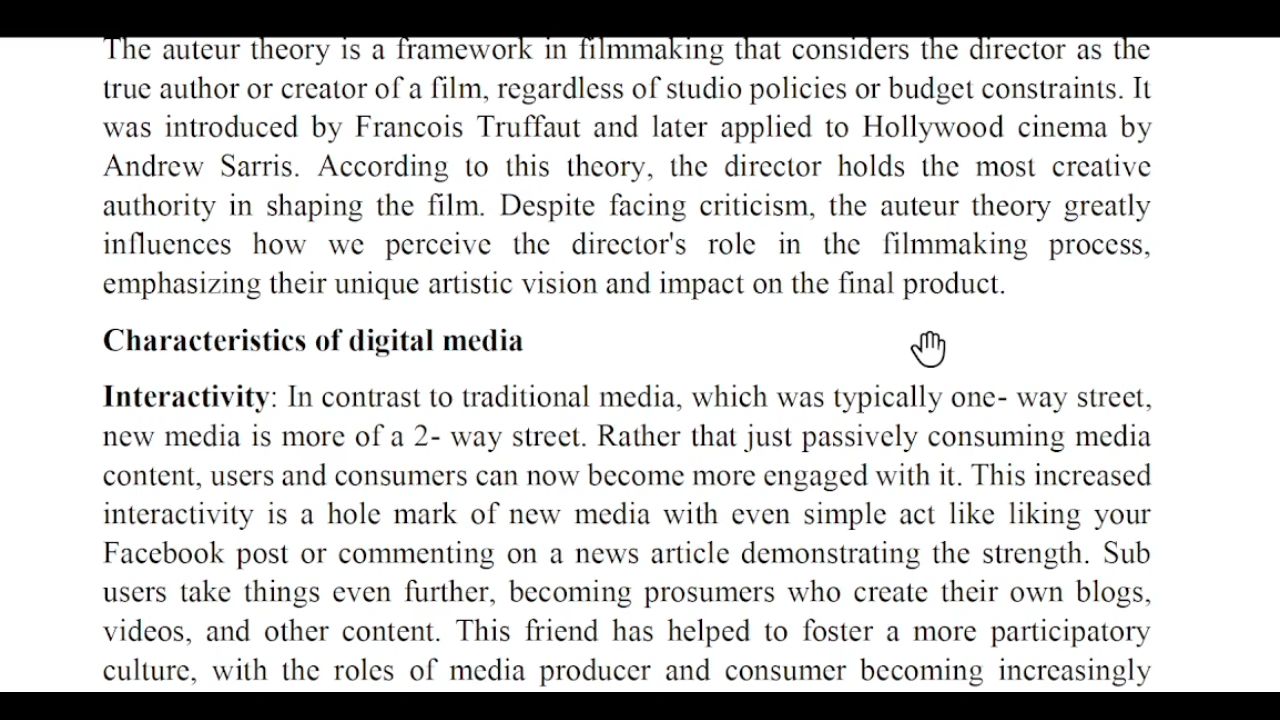 The auteur theory is a framework in filmmaking that considers the director as the
true author or creator of a film, regardless of studio policies or budget constraints. It
was introduced by Francois Truffaut and later applied to Hollywood cinema by
Andrew Sarris. According to this theory, the director holds the most creative
authority in shaping the film. Despite facing criticism, the auteur theory greatly
influences how we perceive the director's role in the filmmaking process,
emphasizing their unique artistic vision and impact on the final product.
Characteristics of digital media
Interactivity: In contrast to traditional media, which was typically one- way street,
new media is more of a 2- way street. Rather that just passively consuming media
content, users and consumers can now become more engaged with it. This increased
interactivity is a hole mark of new media with even simple act like liking your
Facebook post or commenting on a news article demonstrating the strength. Sub
users take things even further, becoming prosumers who create their own blogs,
videos, and other content. This friend has helped to foster a more participatory
culture, with the roles of media producer and consumer becoming increasingly